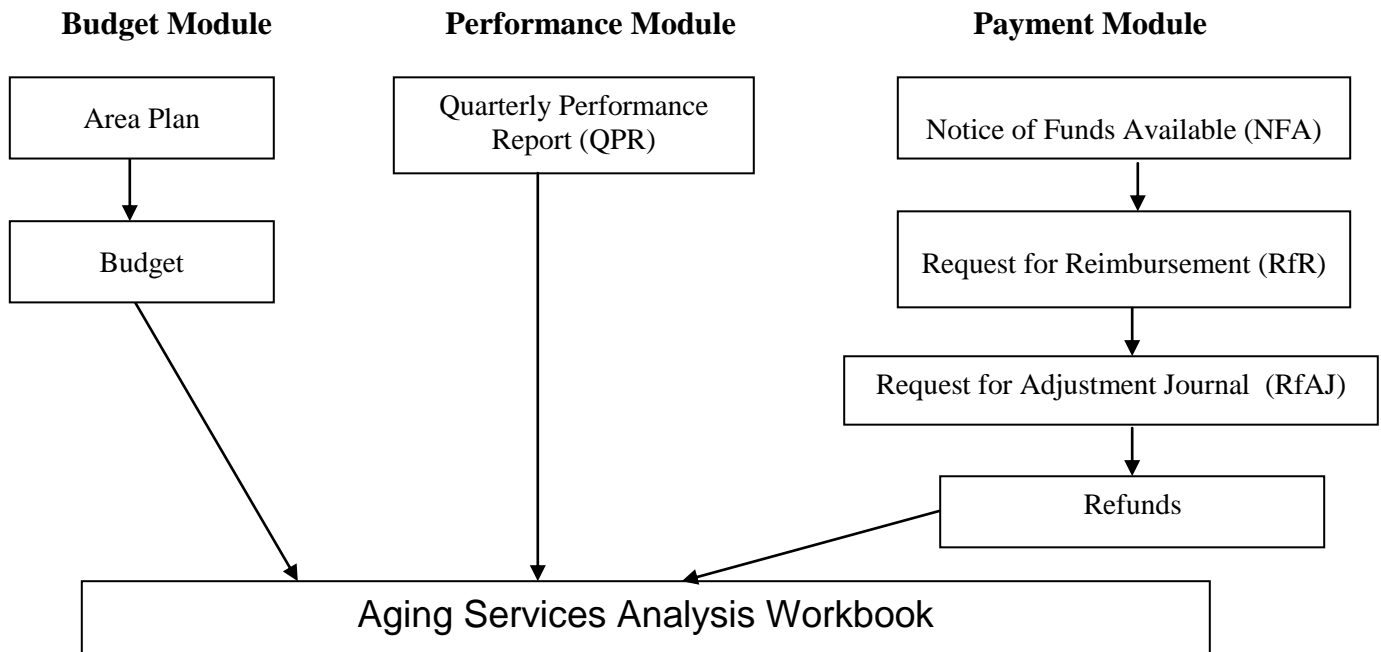 Budget Module
Performance Module
Payment Module
Area Plan
Budget
Quarterly Performance
Report (QPR)
Notice of Funds Available (NFA)
Request for Reimbursement (RfR)
Request for Adjustment Journal (RfAJ)
Refunds
Aging Services Analysis Workbook